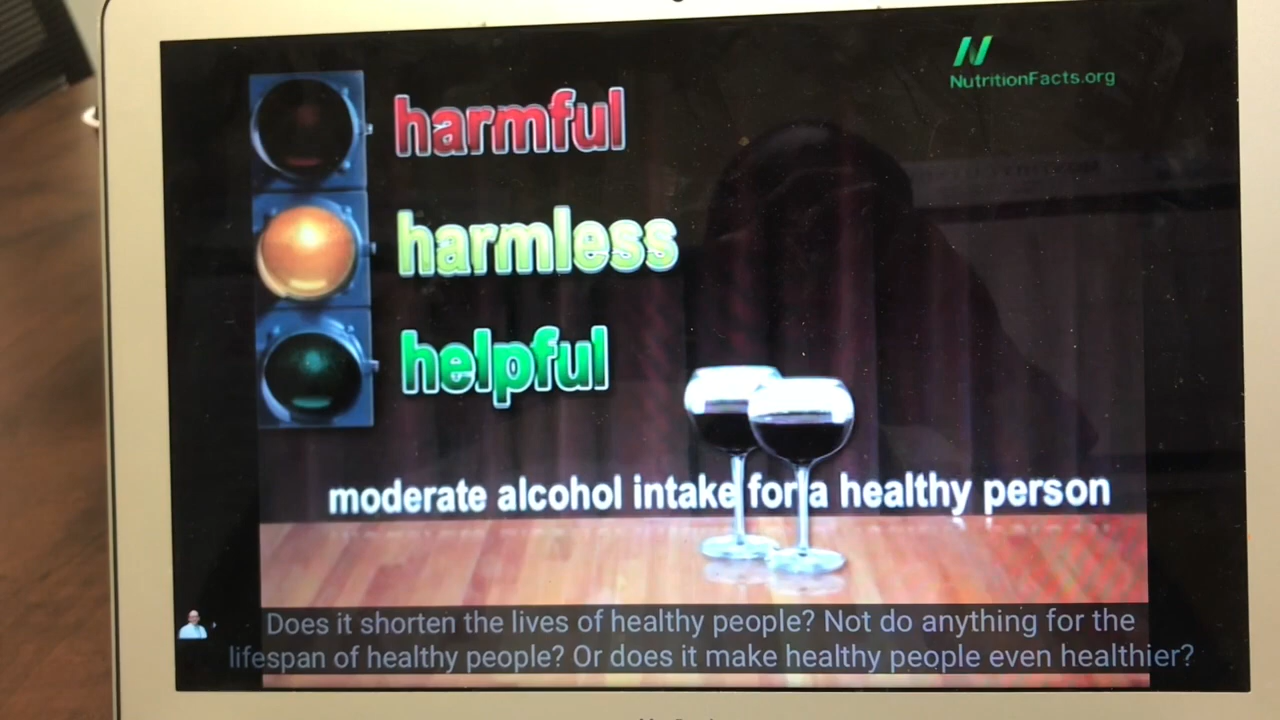 NutritionFacts.org
harmful
harmless
helpful
moderate alcohol intake for a healthy person
Does it shorten the lives of healthy people? Not do anything for the
lifespan of healthy people? Or does it make healthy people even healthier?